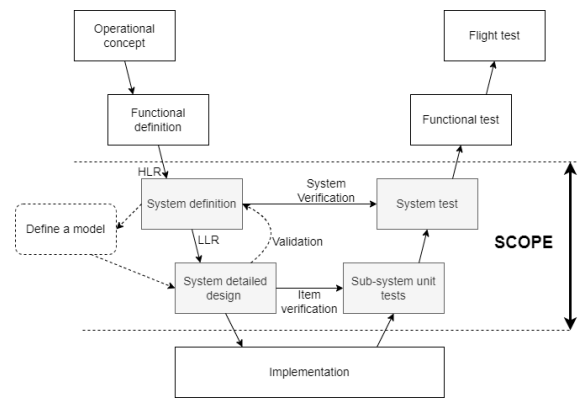 Operational
concept
Flight test
Functional
definition
Functional test
HLR
System definition
System
Verification
System test
Define a model
LLR
Validation
SCOPE
System detailed
design
Item
verification
Sub-system unit
tests
Implementation